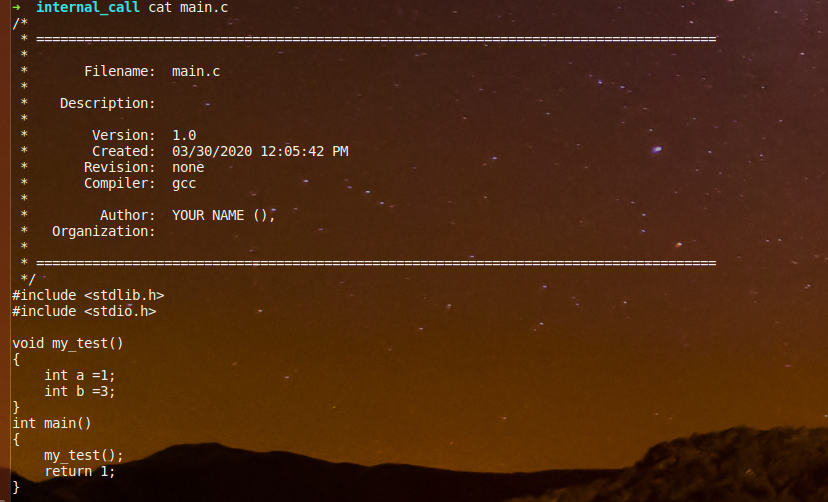 → internal_call cat main.c
/*
 * =====================================================================================
 *
 *       Filename:  main.c
 *
 *    Description:
 *
 *        Version:  1.0
 *        Created:  03/30/2020 12:05:42 PM
 *       Revision:  none
 *       Compiler:  gcc
 *
 *         Author:  YOUR NAME (),
 *   Organization:
 *
 * =====================================================================================
 */
#include <stdlib.h>
#include <stdio.h>

void my_test()
{
    int a =1;
    int b =3;
}
int main()
{
    my_test();
    return 1;
}